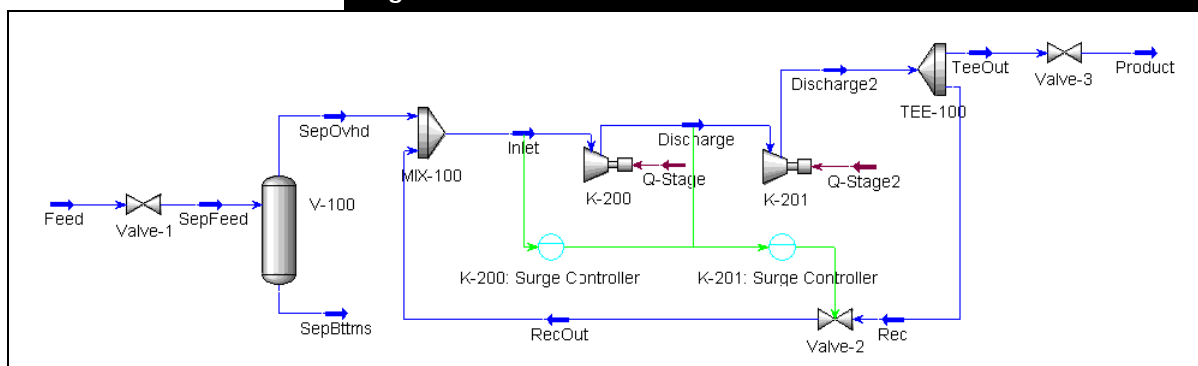 TeeOut
Valve-3
Product
Discharge2
TEE-100
SepOvhd
Inlet
Discharge
MIX-100
Q-Stage
Q-Stage2
K-200
K-201
Feed
Valve-1
SepFeed
V-100
K-200: Surge Controller
K-201: Surge Controller
SepBttms
RecOut
Valve-2
Rec